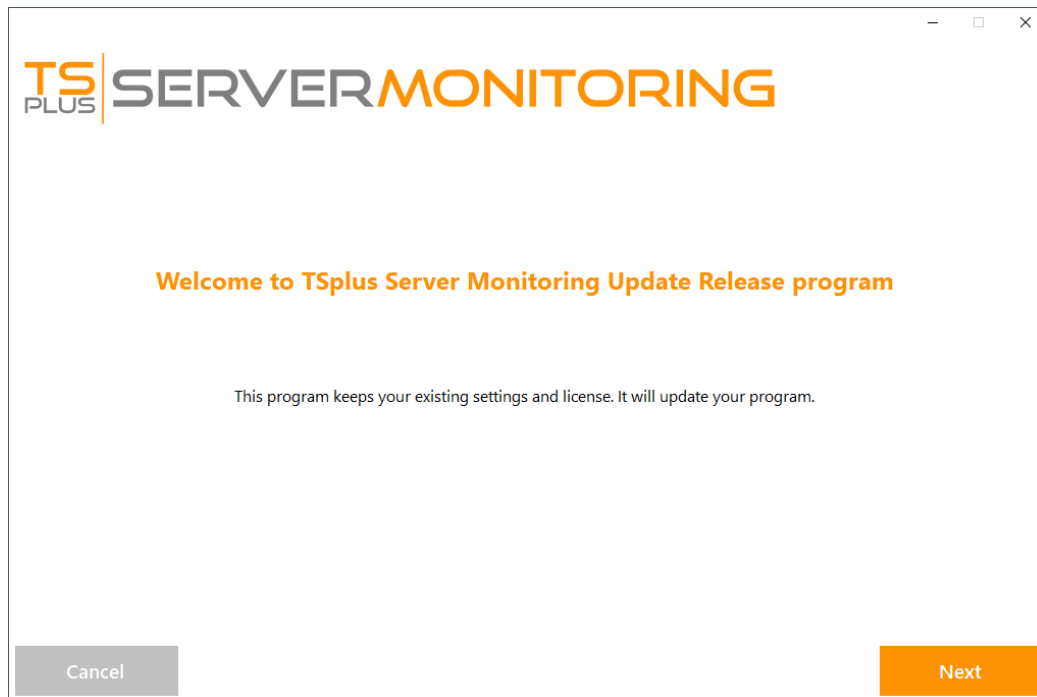 TS
PLUS
SERVERMONITORING
Welcome to TSplus Server Monitoring Update Release program
This program keeps your existing settings and license. It will update your program.
Cancel
Next